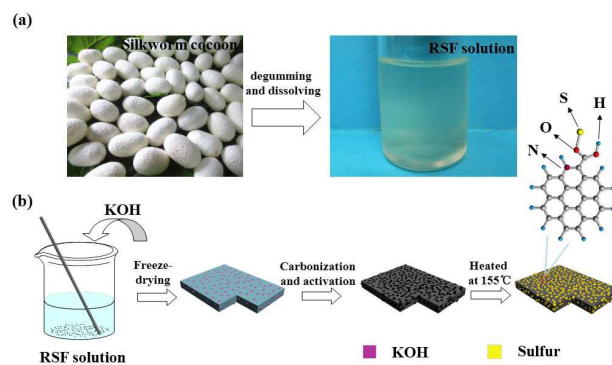 (a)
Silkworm cocoon
degumming
and dissolving
RSF solution
S
H
O
N
(b)
KOH
Freeze-
drying
Carbonization
and activation
Heated
at 155℃
RSF solution
KOH
Sulfur